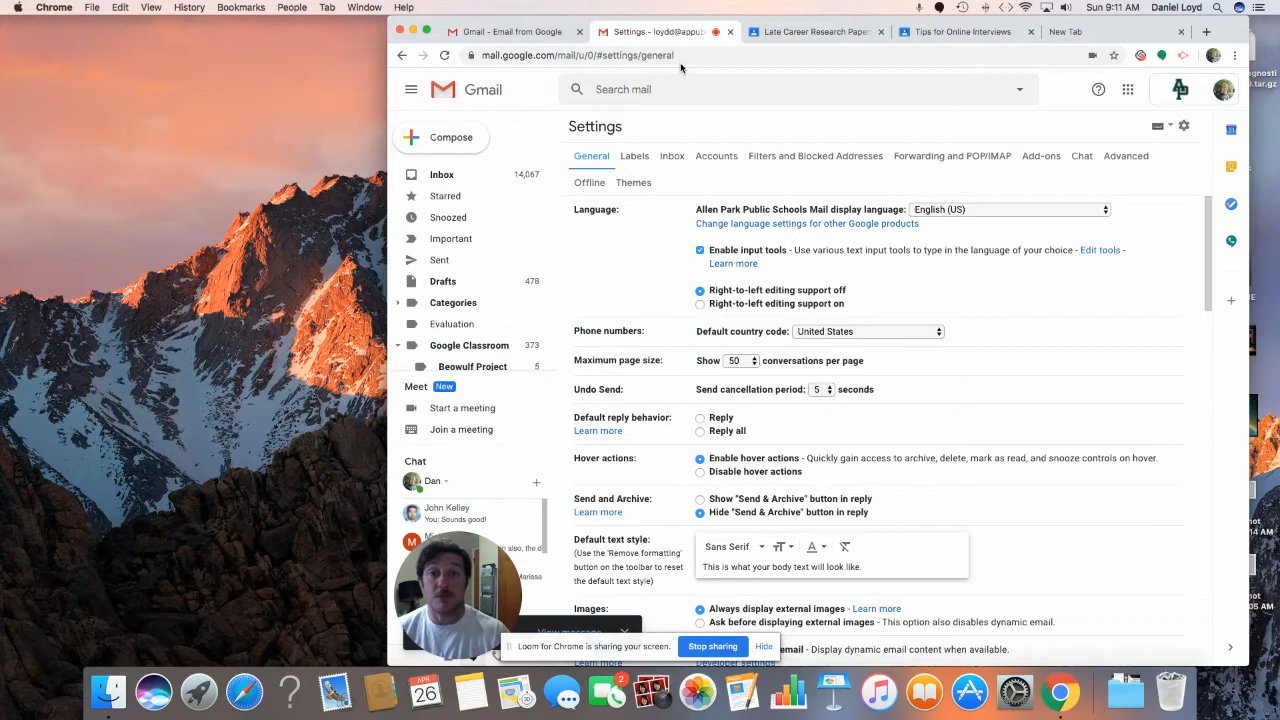 Chrome File Edit View History Bookmarks People Tab Window Help Sun 9:11 AM Daniel Loyd
Gmail - Email from Google
Settings - loydd@appub
Late Career Research Paper
Tips for Online Interviews
New Tab
mail.google.com/mail/u/0/#settings/general
Gmail
Search mail
Compose
Inbox 14,067
Starred
Snoozed
Important
Sent
Drafts 478
Categories
Evaluation
Google Classroom 373
Beowulf Project 5
Meet New
Start a meeting
Join a meeting
Chat
Dan
John Kelley
You: Sounds good!
M
also, the d
Marissa
View message
Settings
General Labels Inbox Accounts Filters and Blocked Addresses Forwarding and POP/IMAP Add-ons Chat Advanced
Offline Themes
Language: Allen Park Public Schools Mail display language: English (US)
Change language settings for other Google products
Enable input tools - Use various text input tools to type in the language of your choice - Edit tools -
Learn more
Right-to-left editing support off
Right-to-left editing support on
Phone numbers: Default country code: United States
Maximum page size: Show 50 conversations per page
Undo Send: Send cancellation period: 5 seconds
Default reply behavior: Reply
Learn more Reply all
Hover actions: Enable hover actions - Quickly gain access to archive, delete, mark as read, and snooze controls on hover.
Disable hover actions
Send and Archive: Show "Send & Archive" button in reply
Learn more Hide "Send & Archive" button in reply
Default text style: Sans Serif
(Use the 'Remove formatting'
button on the toolbar to reset
the default text style)
This is what your body text will look like.
Images: Always display external images - Learn more
Ask before displaying external images - This option also disables dynamic email.
email - Display dynamic email content when available.
Learn more Developer settings
Loom for Chrome is sharing your screen. Stop sharing Hide
APR
26
2